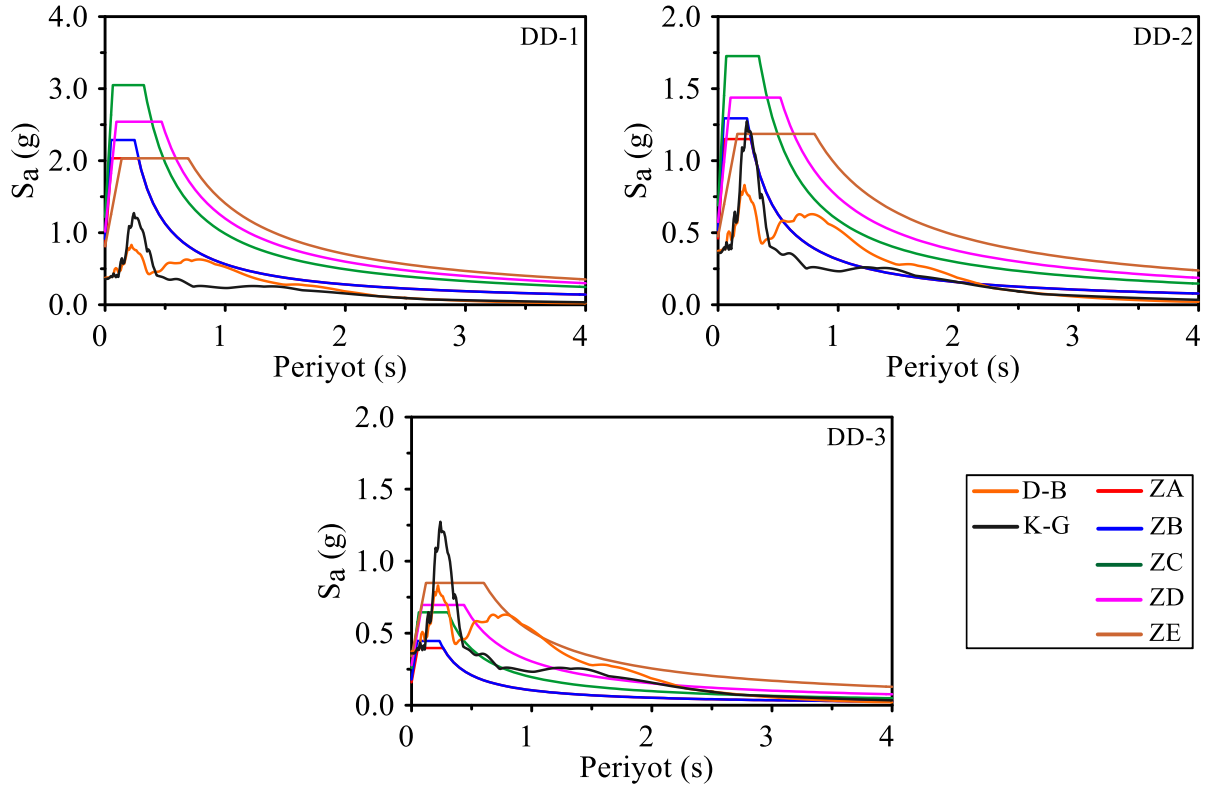 4.0
3.0
2.0
1.0
0.0
Sa (g)
DD-1
0 1 2 3 4
Periyot (s)
2.0
1.5
1.0
0.5
0.0
Sa (g)
DD-2
0 1 2 3 4
Periyot (s)
2.0
1.5
1.0
0.5
0.0
Sa (g)
DD-3
0 1 2 3 4
Periyot (s)
D-B
K-G
ZA
ZB
ZC
ZD
ZE